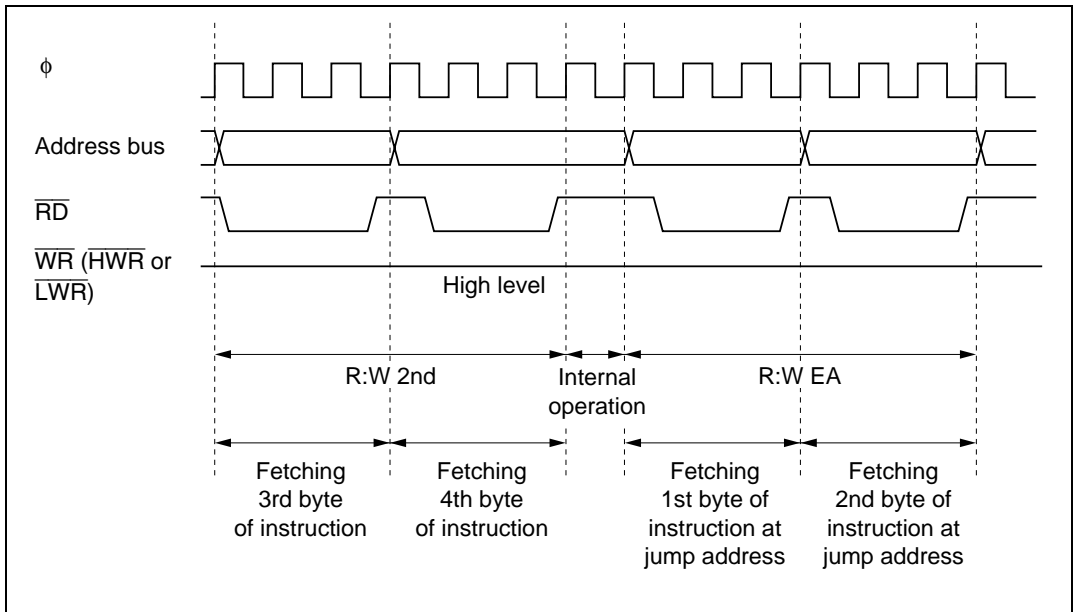 ϕ
Address bus
RD
WR (HWR or
LWR)
High level
R:W 2nd
Internal
operation
R:W EA
Fetching
3rd byte
of instruction
Fetching
4th byte
of instruction
Fetching
1st byte of
instruction at
jump address
Fetching
2nd byte of
instruction at
jump address